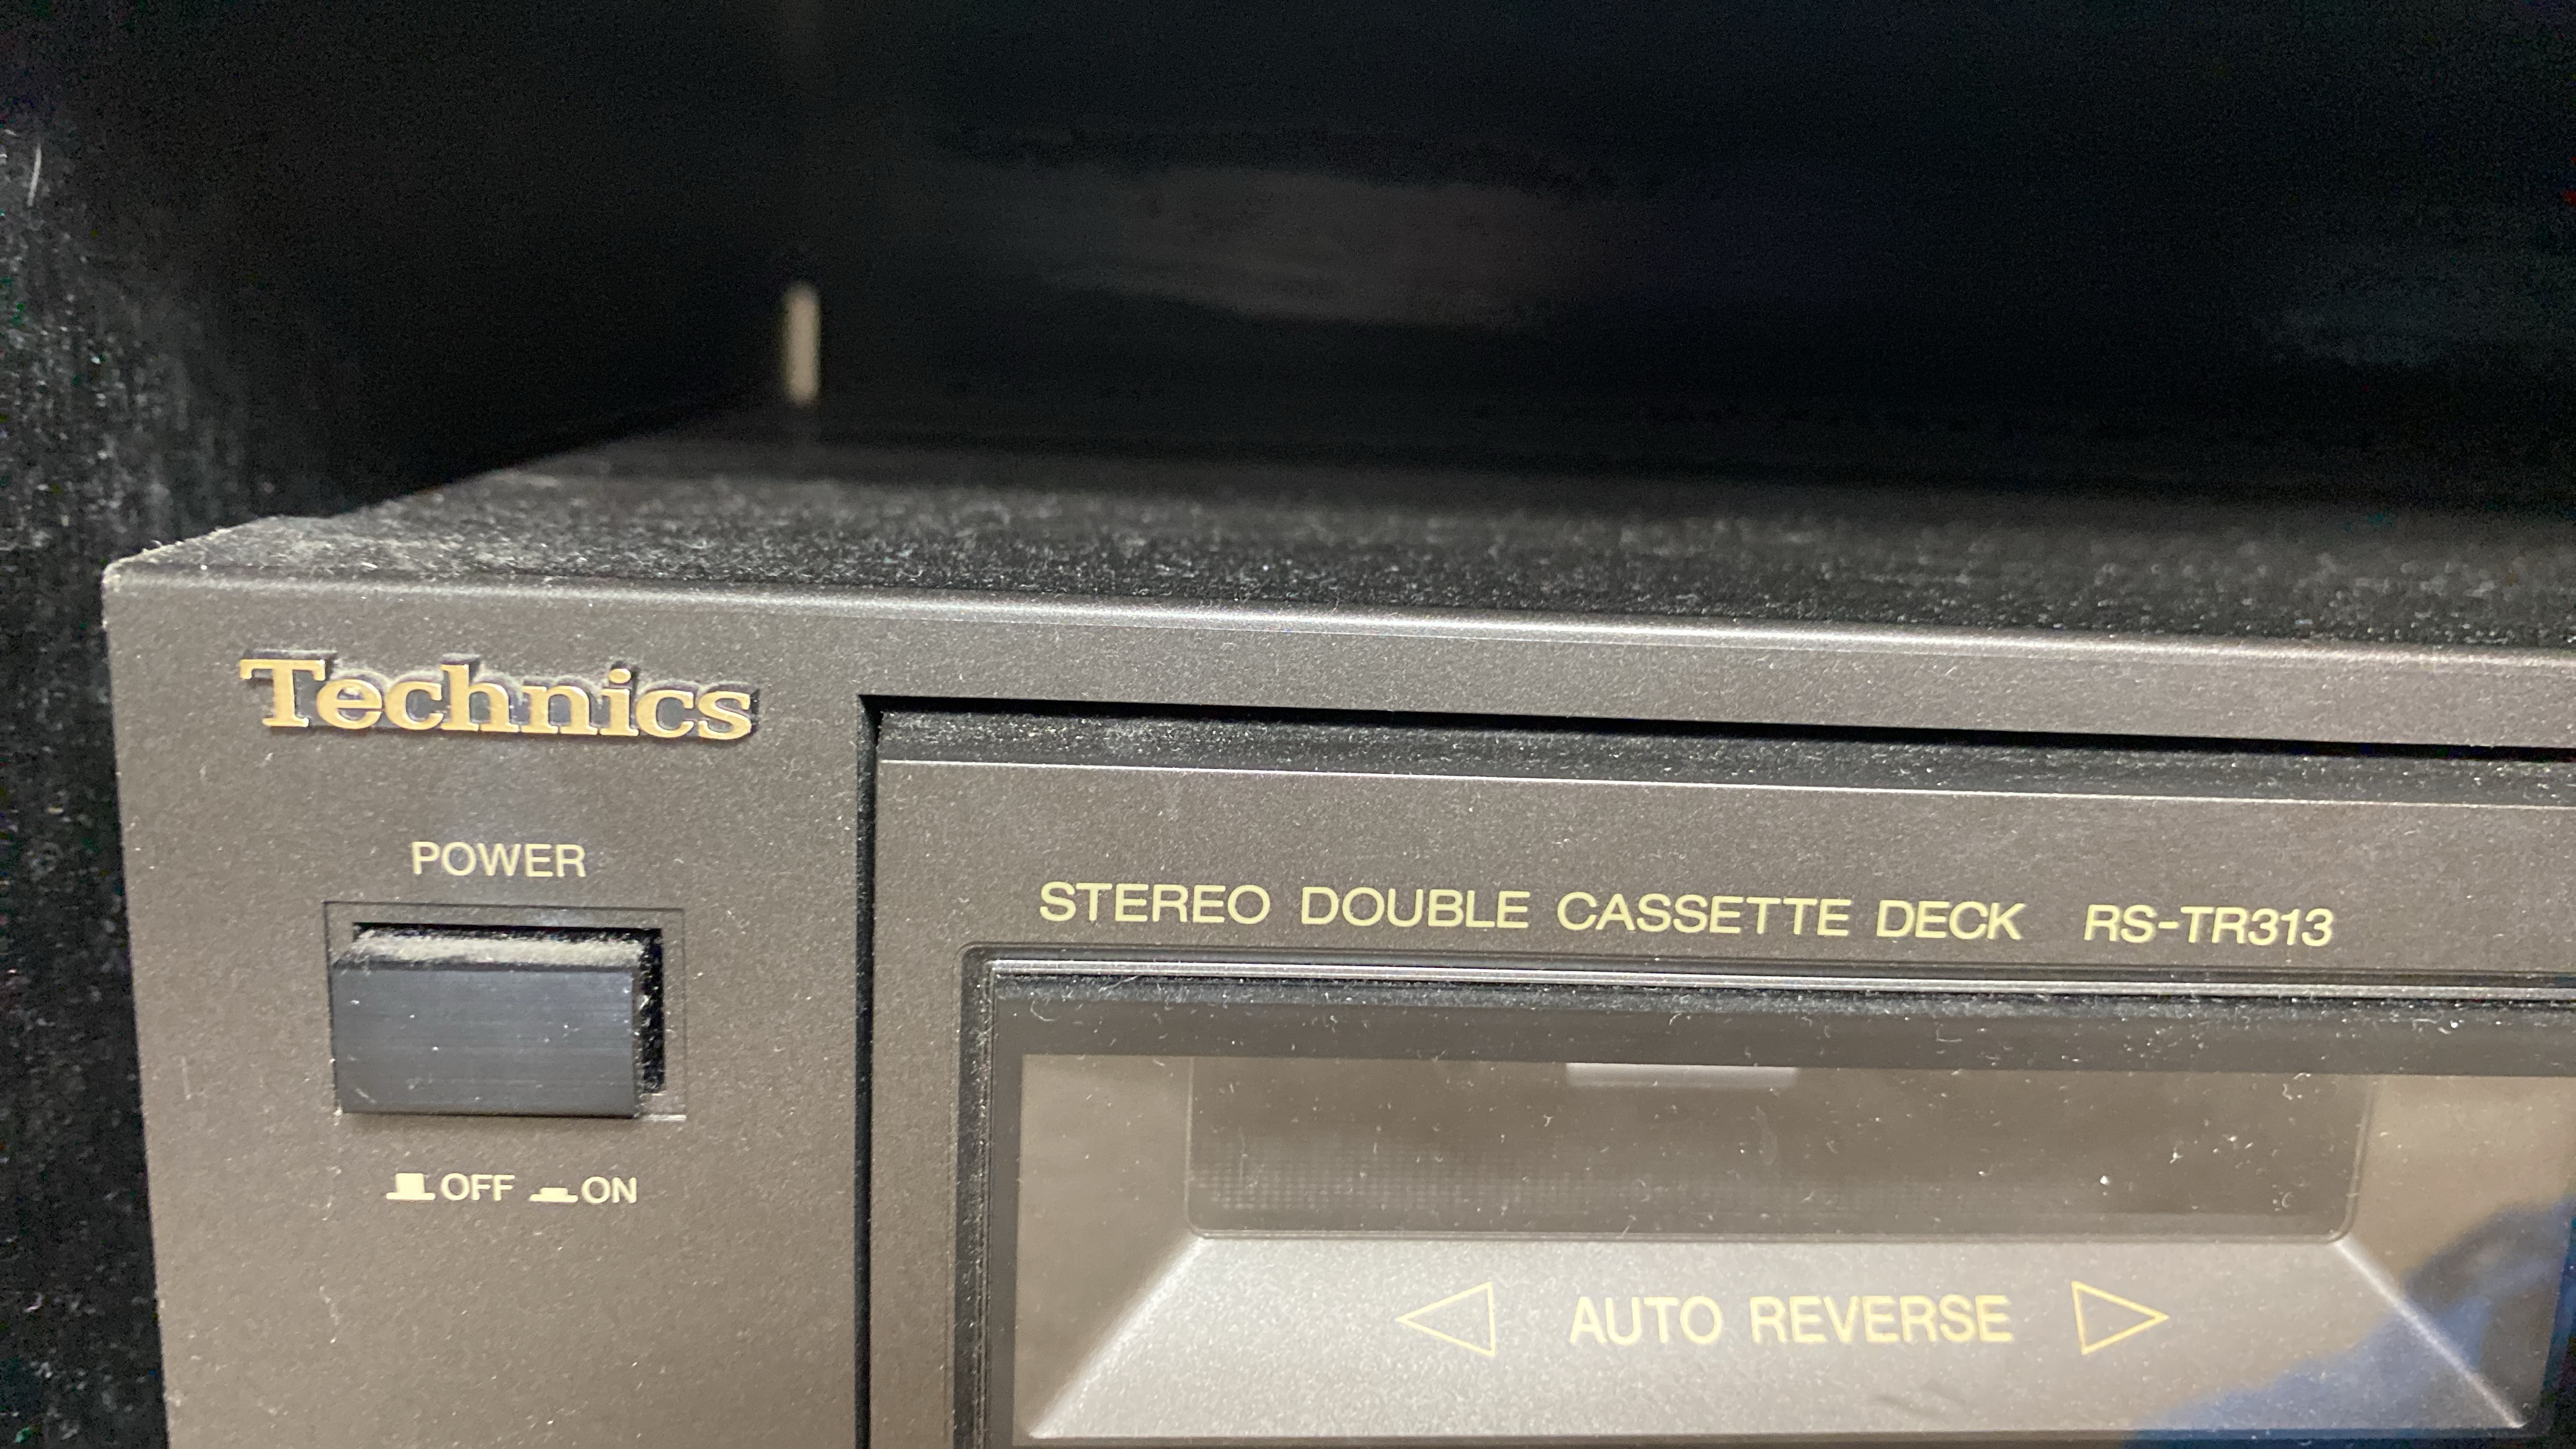 Technics
POWER
OFF ON
STEREO DOUBLE CASSETTE DECK RS-TR313
AUTO REVERSE